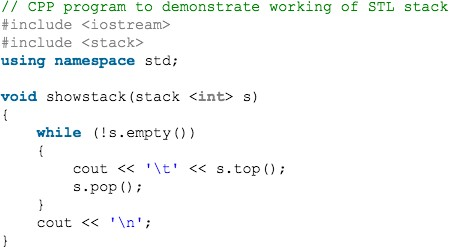 // CPP program to demonstrate working of STL stack
#include <iostream>
#include <stack>
using namespace std;
void showstack(stack <int> s)
{
while (!s.empty())
{
cout << '\t' << s.top();
s.pop();
}
cout << '\n';
}